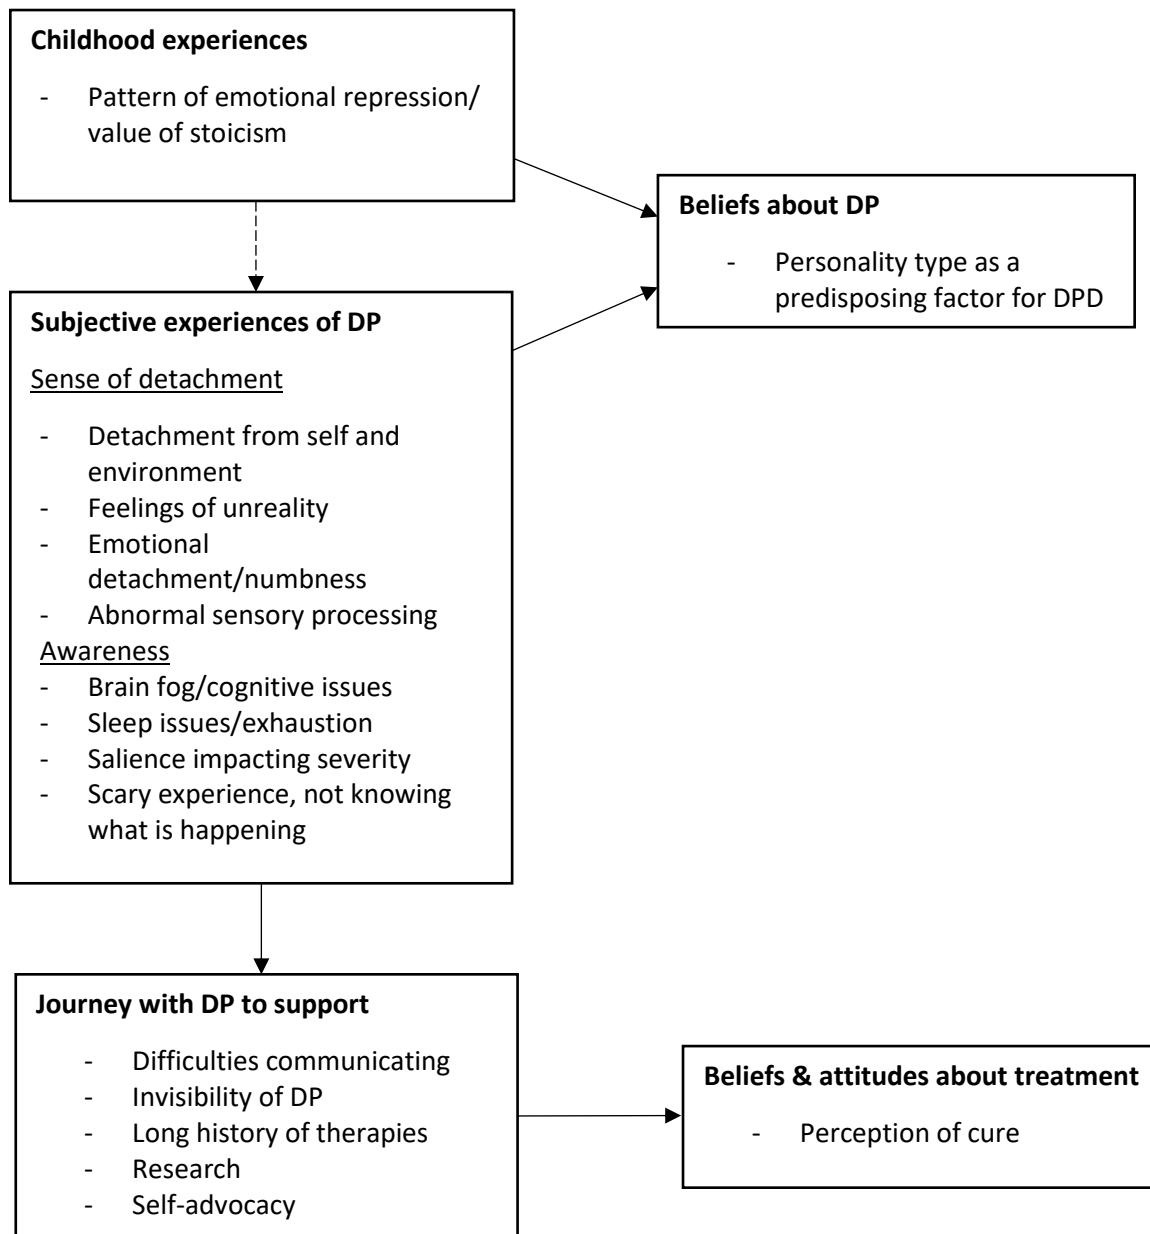 Childhood experiences
- Pattern of emotional repression/
value of stoicism
Beliefs about DP
- Personality type as a
predisposing factor for DPD
Subjective experiences of DP
Sense of detachment
- Detachment from self and
environment
- Feelings of unreality
- Emotional
detachment/numbness
- Abnormal sensory processing
Awareness
- Brain fog/cognitive issues
- Sleep issues/exhaustion
- Salience impacting severity
- Scary experience, not knowing
what is happening
Journey with DP to support
- Difficulties communicating
- Invisibility of DP
- Long history of therapies
- Research
- Self-advocacy
Beliefs & attitudes about treatment
- Perception of cure